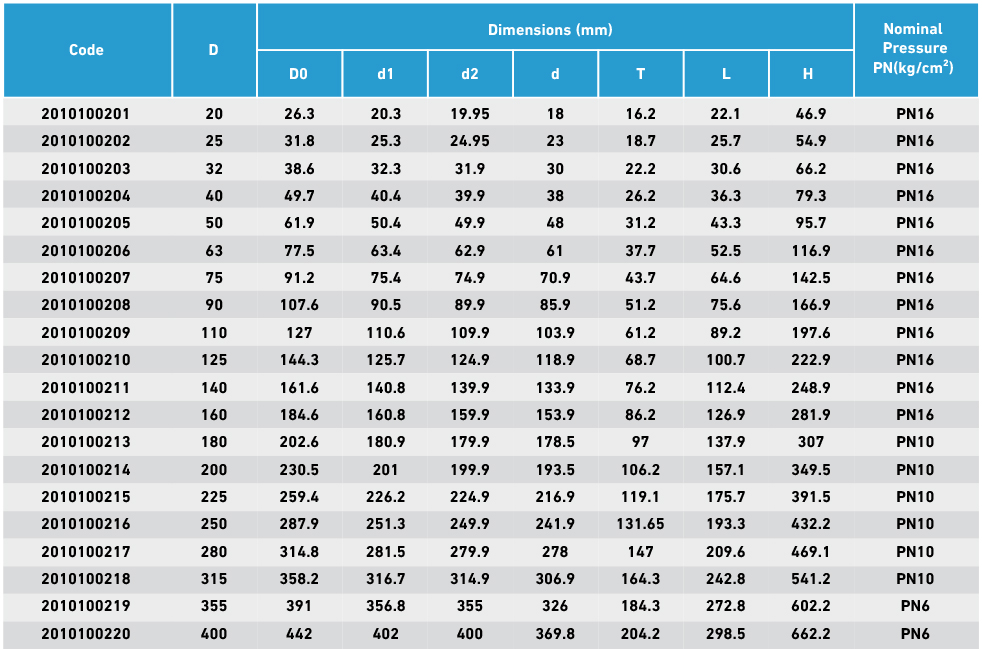 Code D Dimensions (mm) Nominal Pressure PN(kg/cm²)
D0 d1 d2 d T L H
2010100201 20 26.3 20.3 19.95 18 16.2 22.1 46.9 PN16
2010100202 25 31.8 25.3 24.95 23 18.7 25.7 54.9 PN16
2010100203 32 38.6 32.3 31.9 30 22.2 30.6 66.2 PN16
2010100204 40 49.7 40.4 39.9 38 26.2 36.3 79.3 PN16
2010100205 50 61.9 50.4 49.9 48 31.2 43.3 95.7 PN16
2010100206 63 77.5 63.4 62.9 61 37.7 52.5 116.9 PN16
2010100207 75 91.2 75.4 74.9 70.9 43.7 64.6 142.5 PN16
2010100208 90 107.6 90.5 89.9 85.9 51.2 75.6 166.9 PN16
2010100209 110 127 110.6 109.9 103.9 61.2 89.2 197.6 PN16
2010100210 125 144.3 125.7 124.9 118.9 68.7 100.7 222.9 PN16
2010100211 140 161.6 140.8 139.9 133.9 76.2 112.4 248.9 PN16
2010100212 160 184.6 160.8 159.9 153.9 86.2 126.9 281.9 PN16
2010100213 180 202.6 180.9 179.9 178.5 97 137.9 307 PN10
2010100214 200 230.5 201 199.9 193.5 106.2 157.1 349.5 PN10
2010100215 225 259.4 226.2 224.9 216.9 119.1 175.7 391.5 PN10
2010100216 250 287.9 251.3 249.9 241.9 131.65 193.3 432.2 PN10
2010100217 280 314.8 281.5 279.9 278 147 209.6 469.1 PN10
2010100218 315 358.2 316.7 314.9 306.9 164.3 242.8 541.2 PN10
2010100219 355 391 356.8 355 326 184.3 272.8 602.2 PN6
2010100220 400 442 402 400 369.8 204.2 298.5 662.2 PN6